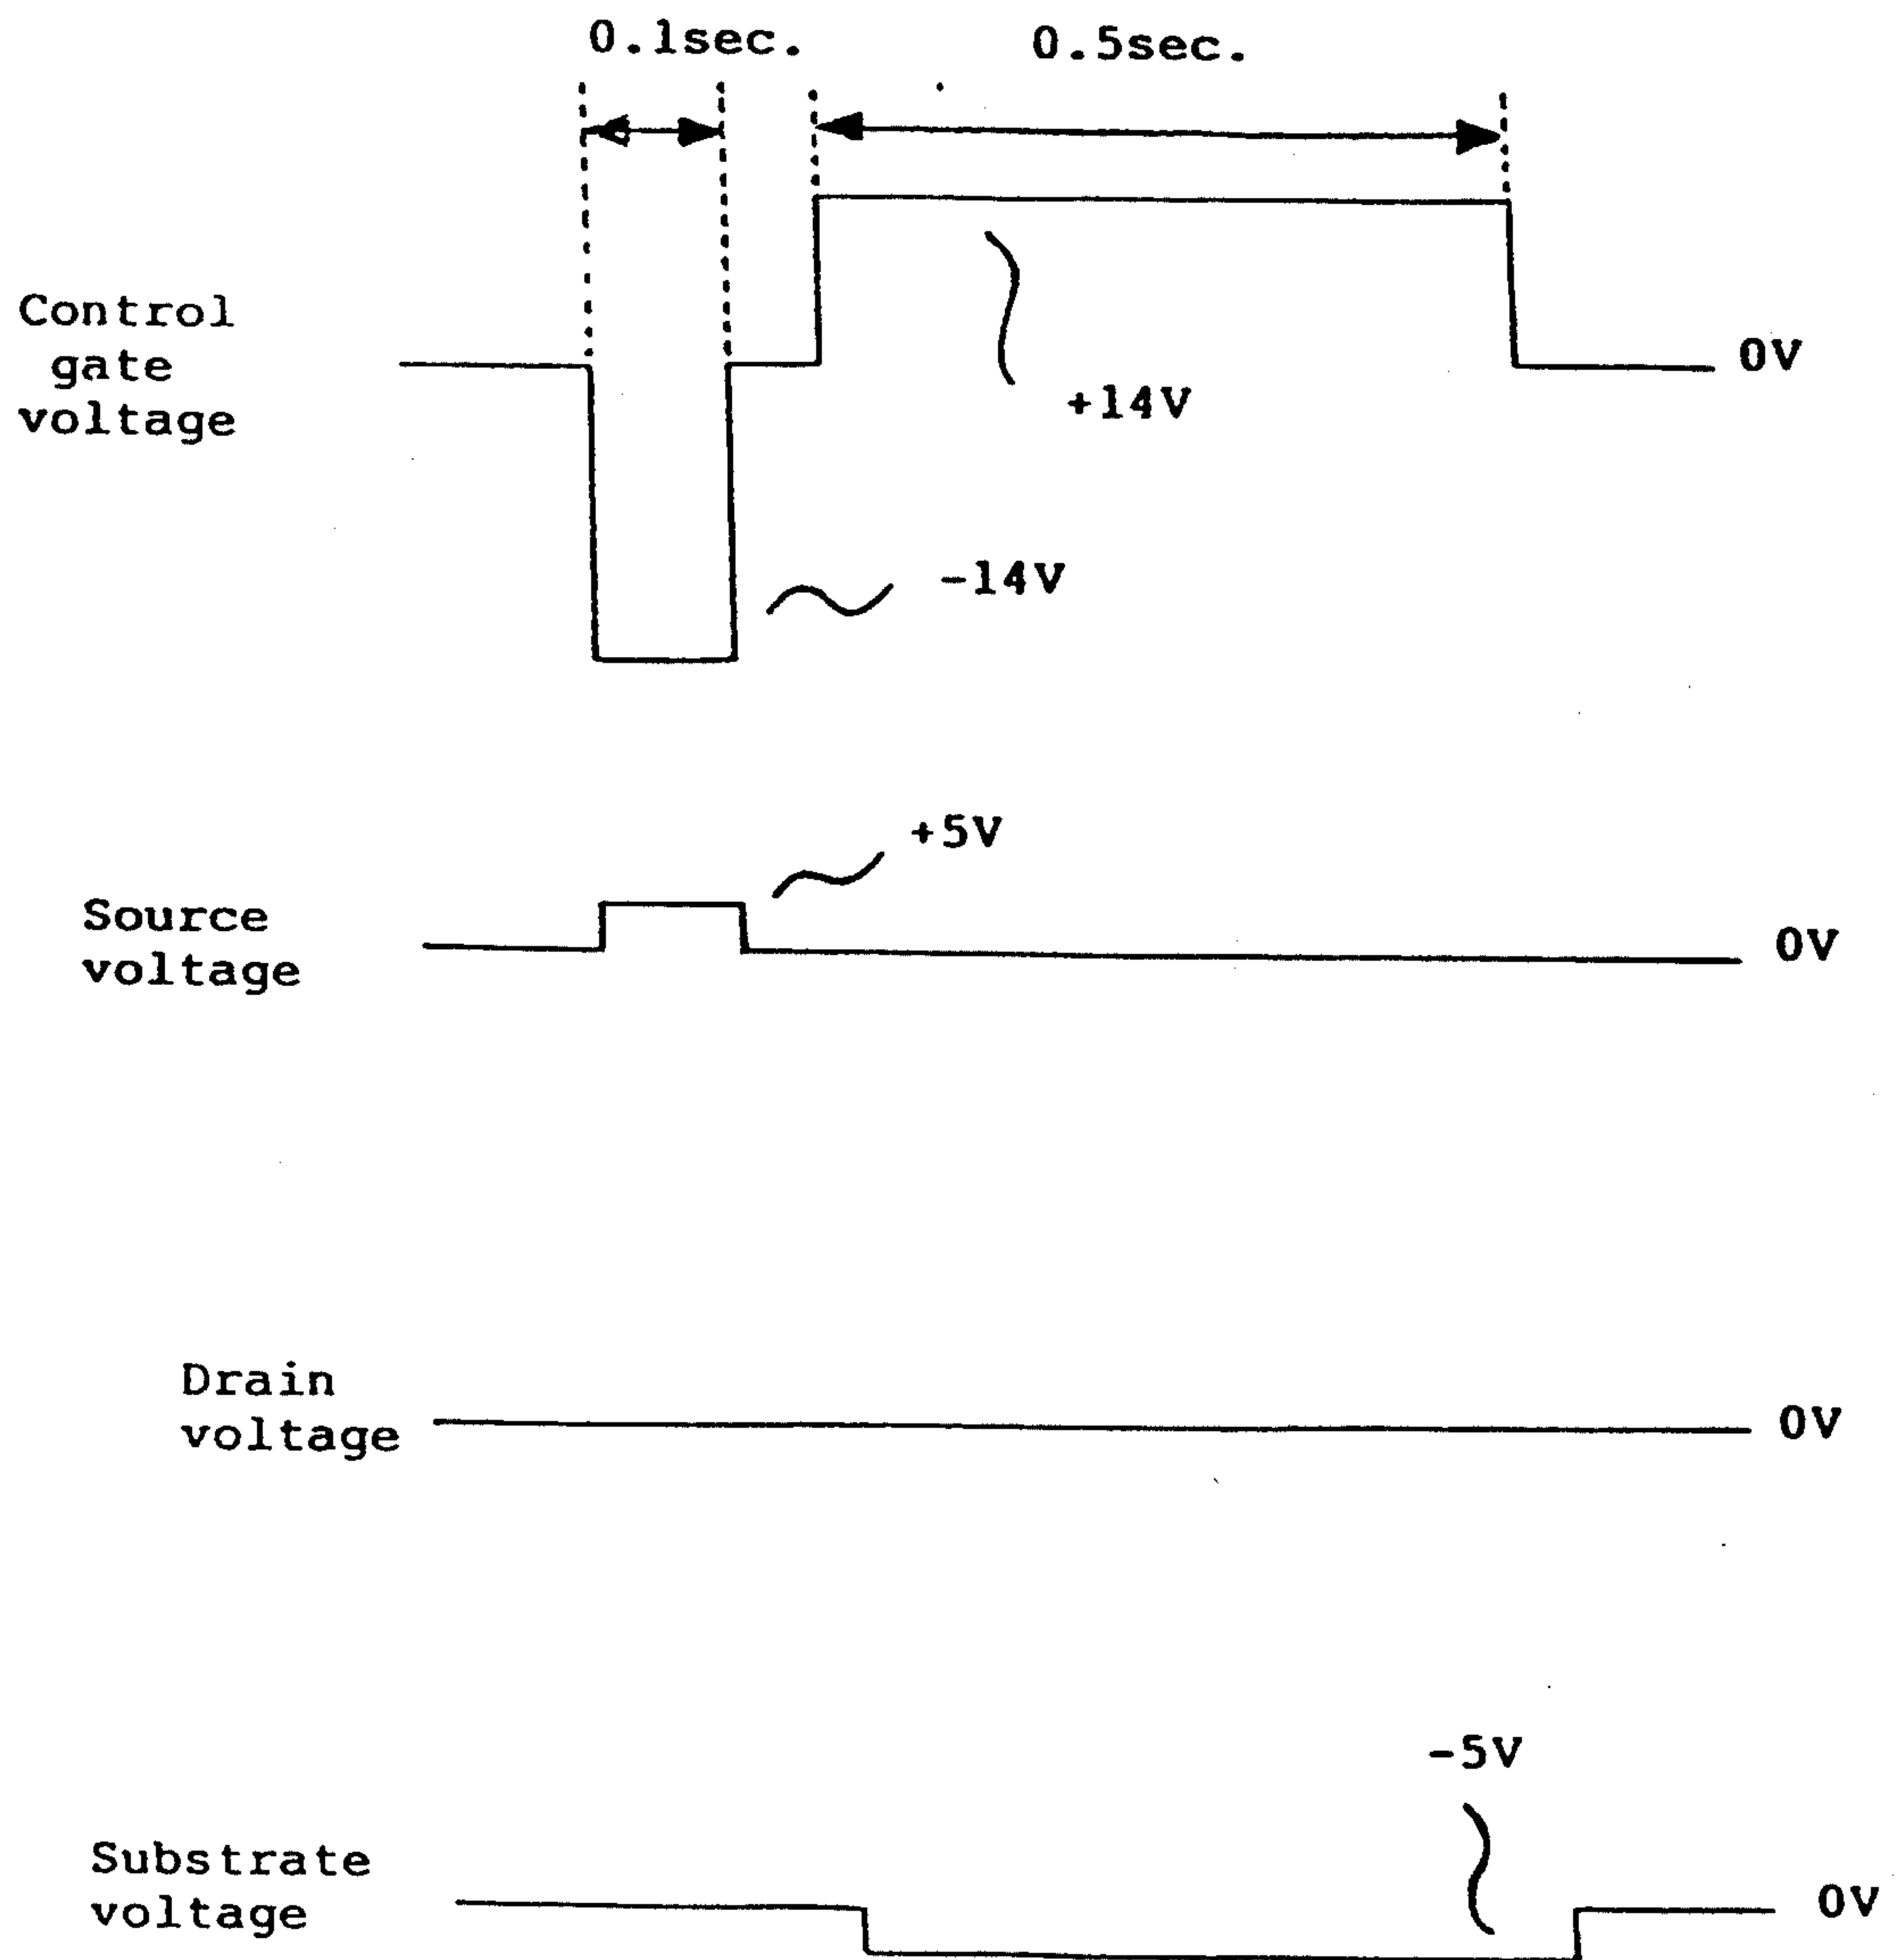 0.1sec.
0.5sec.
Control
gate
voltage
0V
+14V
-14V
+5V
Source
voltage
0V
Drain
voltage
0V
-5V
Substrate
voltage
0V